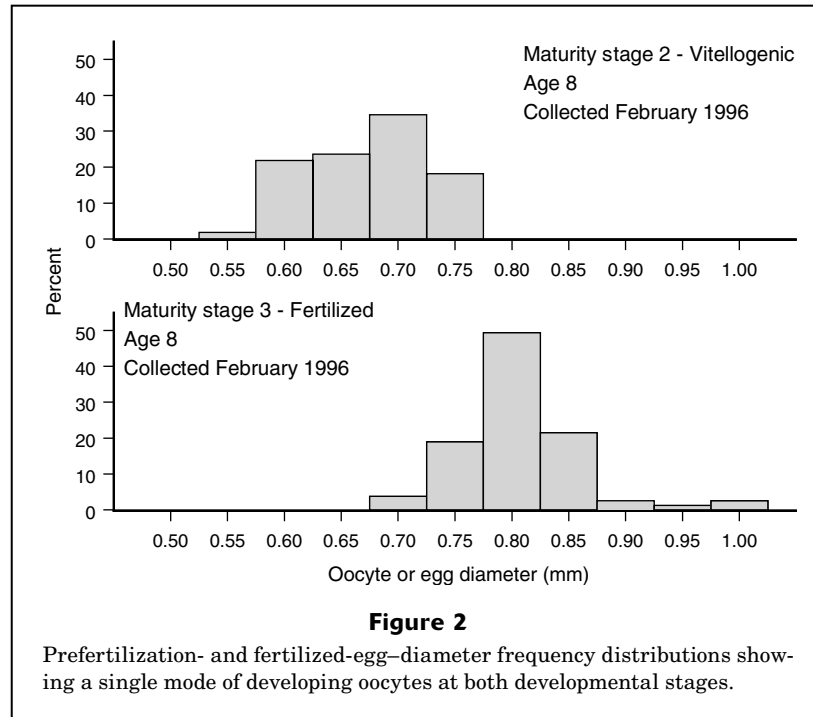 Maturity stage 2 - Vitellogenic
Age 8
Collected February 1996
50
40
30
20
10
0
0.50 0.55 0.60 0.65 0.70 0.75 0.80 0.85 0.90 0.95 1.00
Percent
Maturity stage 3 - Fertilized
Age 8
Collected February 1996
50
40
30
20
10
0
0.50 0.55 0.60 0.65 0.70 0.75 0.80 0.85 0.90 0.95 1.00
Oocyte or egg diameter (mm)
Figure 2
Prefertilization- and fertilized-egg–diameter frequency distributions show-
ing a single mode of developing oocytes at both developmental stages.